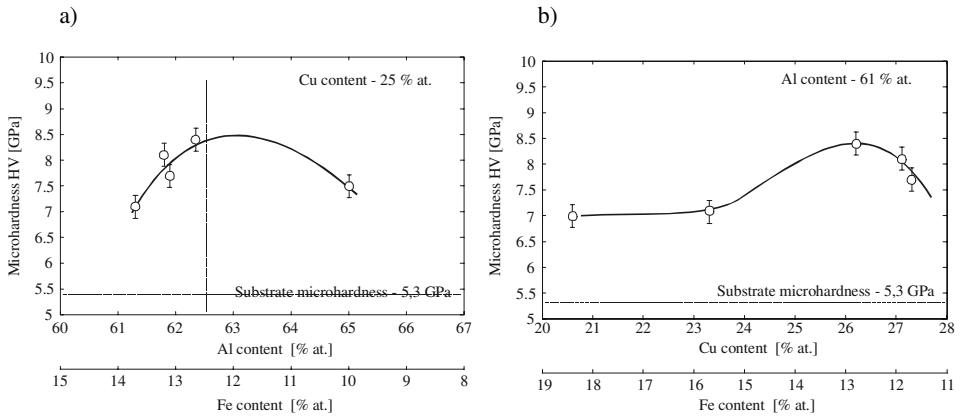 a)
Cu content - 25 % at.
Microhardness HV [GPa]
10
9.5
9
8.5
8
7.5
7
6.5
6
5.5
5
Substrate microhardness - 5,3 GPa
60 61 62 63 64 65 66 67
Al content [% at.]
15 14 13 12 11 10 9 8
Fe content [% at.]
b)
Al content - 61 % at.
Microhardness HV [GPa]
10
9.5
9
8.5
8
7.5
7
6.5
6
5.5
5
Substrate microhardness - 5,3 GPa
20 21 22 23 24 25 26 27 28
Cu content [% at.]
19 18 17 16 15 14 13 12 11
Fe content [% at.]